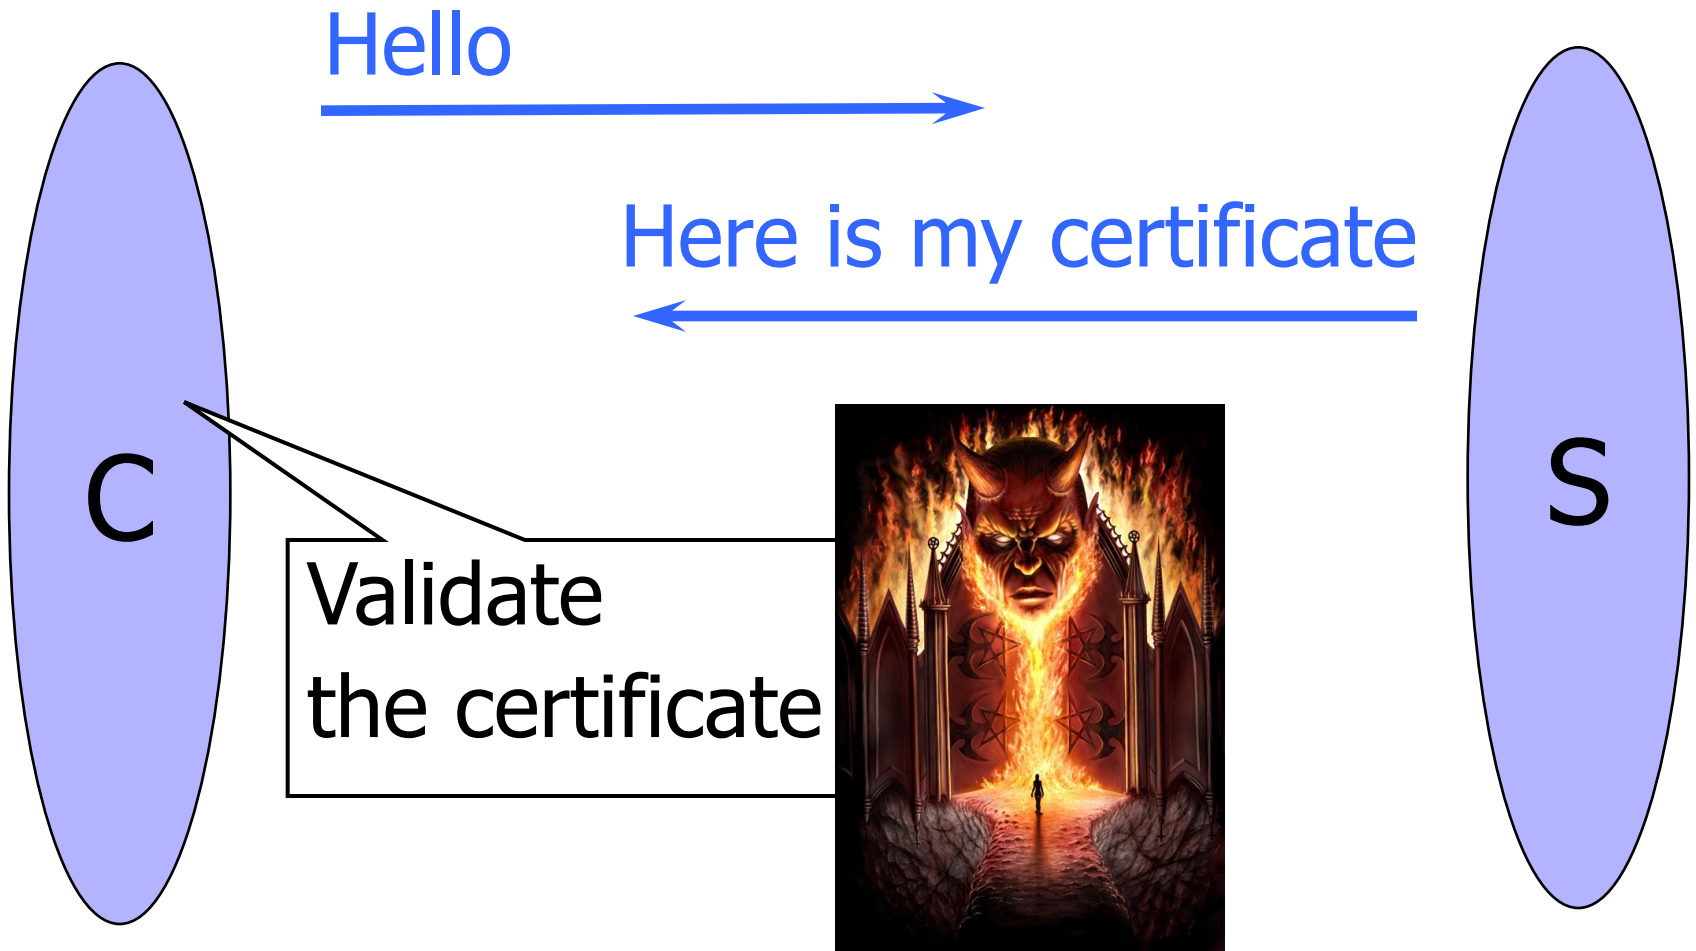 Hello
Here is my certificate
C
S
Validate
the certificate